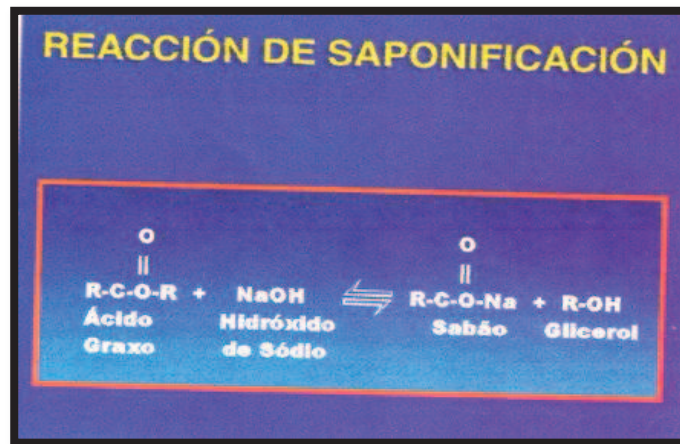 REACCIÓN DE SAPONIFICACIÓN
O O
|| ||
R-C-O-R + NaOH ⇌ R-C-O-Na + R-OH
Ácido Hidróxido Sabão Glicerol
Graxo de Sódio